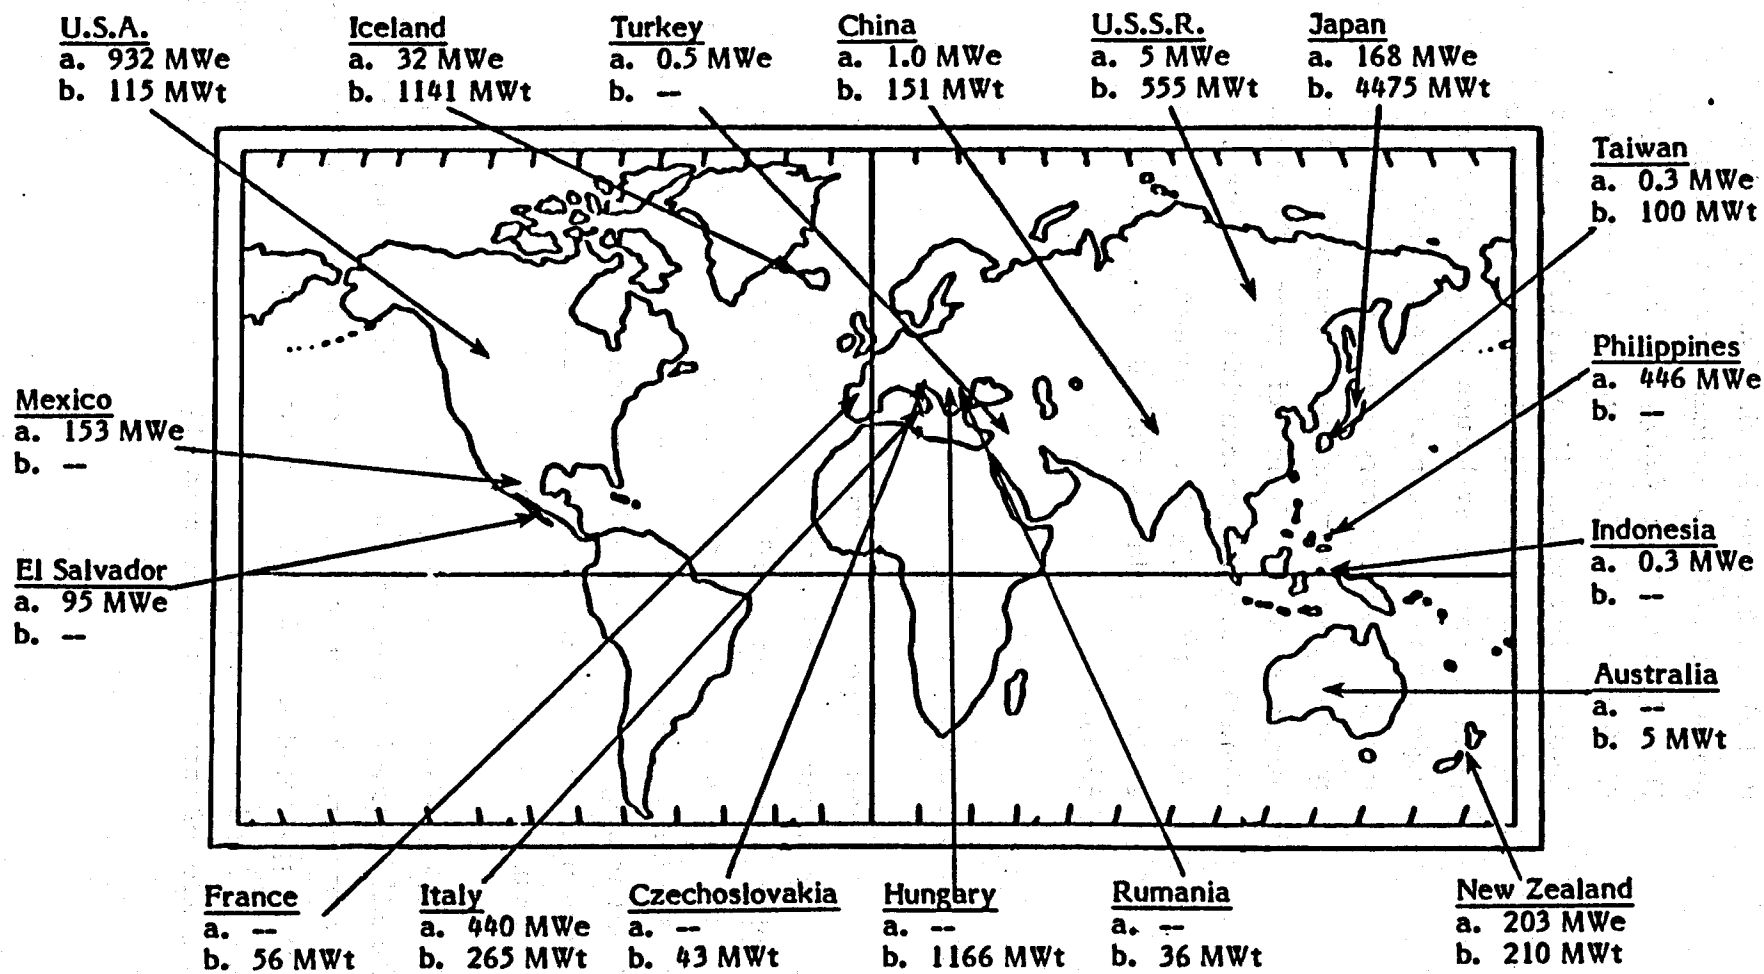 U.S.A.
a. 932 MWe
b. 115 MWt
Iceland
a. 32 MWe
b. 1141 MWt
Turkey
a. 0.5 MWe
b. --
China
a. 1.0 MWe
b. 151 MWt
U.S.S.R.
a. 5 MWe
b. 555 MWt
Japan
a. 168 MWe
b. 4475 MWt
Taiwan
a. 0.3 MWe
b. 100 MWt
Philippines
a. 446 MWe
b. --
Mexico
a. 153 MWe
b. --
Indonesia
a. 0.3 MWe
b. --
El Salvador
a. 95 MWe
b. --
Australia
a. --
b. 5 MWt
France
a. --
b. 56 MWt
Italy
a. 440 MWe
b. 265 MWt
Czechoslovakia
a. --
b. 43 MWt
Hungary
a. --
b. 1166 MWt
Rumania
a. --
b. 36 MWt
New Zealand
a. 203 MWe
b. 210 MWt